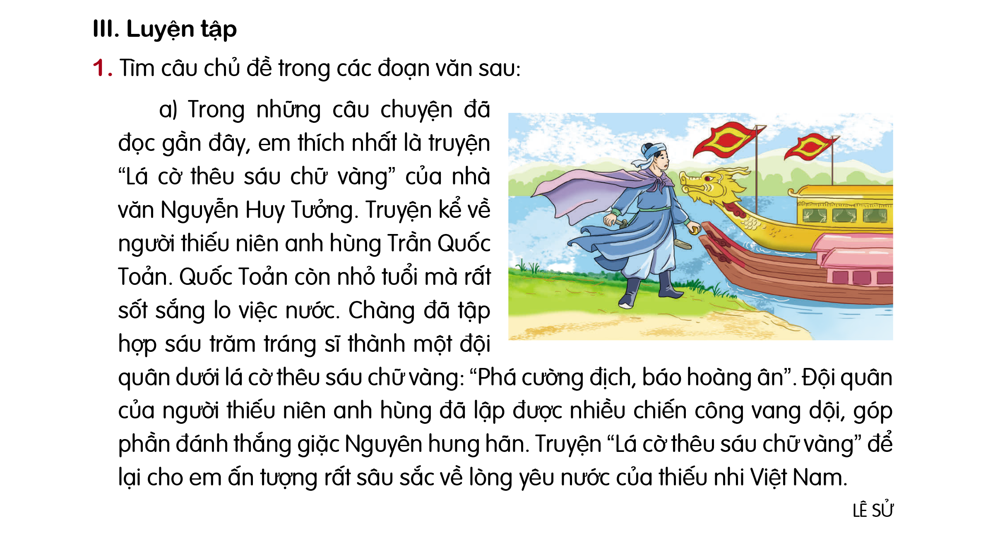 III. Luyện tập
1. Tìm câu chủ đề trong các đoạn văn sau:
a) Trong những câu chuyện đã
đọc gần đây, em thích nhất là truyện
“Lá cờ thêu sáu chữ vàng” của nhà
văn Nguyễn Huy Tưởng. Truyện kể về
người thiếu niên anh hùng Trần Quốc
Toản. Quốc Toản còn nhỏ tuổi mà rất
sốt sắng lo việc nước. Chàng đã tập
hợp sáu trăm tráng sĩ thành một đội
quân dưới lá cờ thêu sáu chữ vàng: “Phá cường địch, báo hoàng ân”. Đội quân
của người thiếu niên anh hùng đã lập được nhiều chiến công vang dội, góp
phần đánh thắng giặc Nguyên hung hãn. Truyện “Lá cờ thêu sáu chữ vàng” để
lại cho em ấn tượng rất sâu sắc về lòng yêu nước của thiếu nhi Việt Nam.
LÊ SỬ